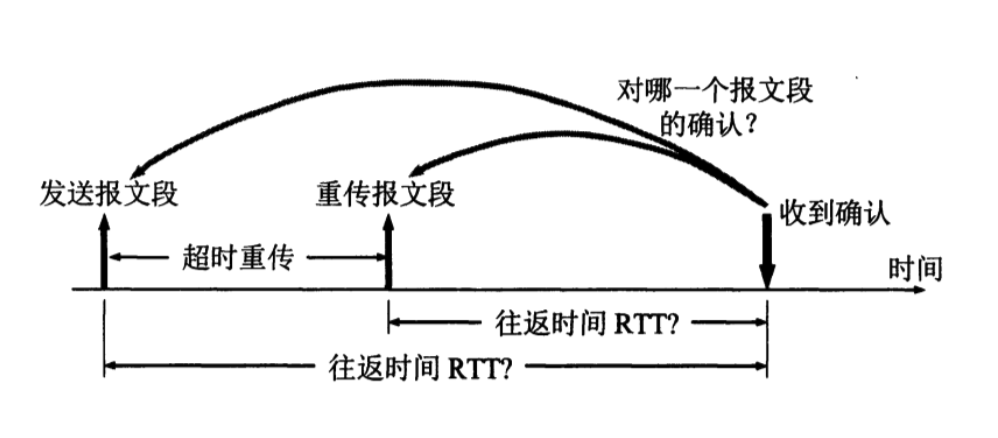 对哪一个报文段
的确认？
发送报文段
重传报文段
收到确认
超时重传
时间
往返时间 RTT?
往返时间 RTT?